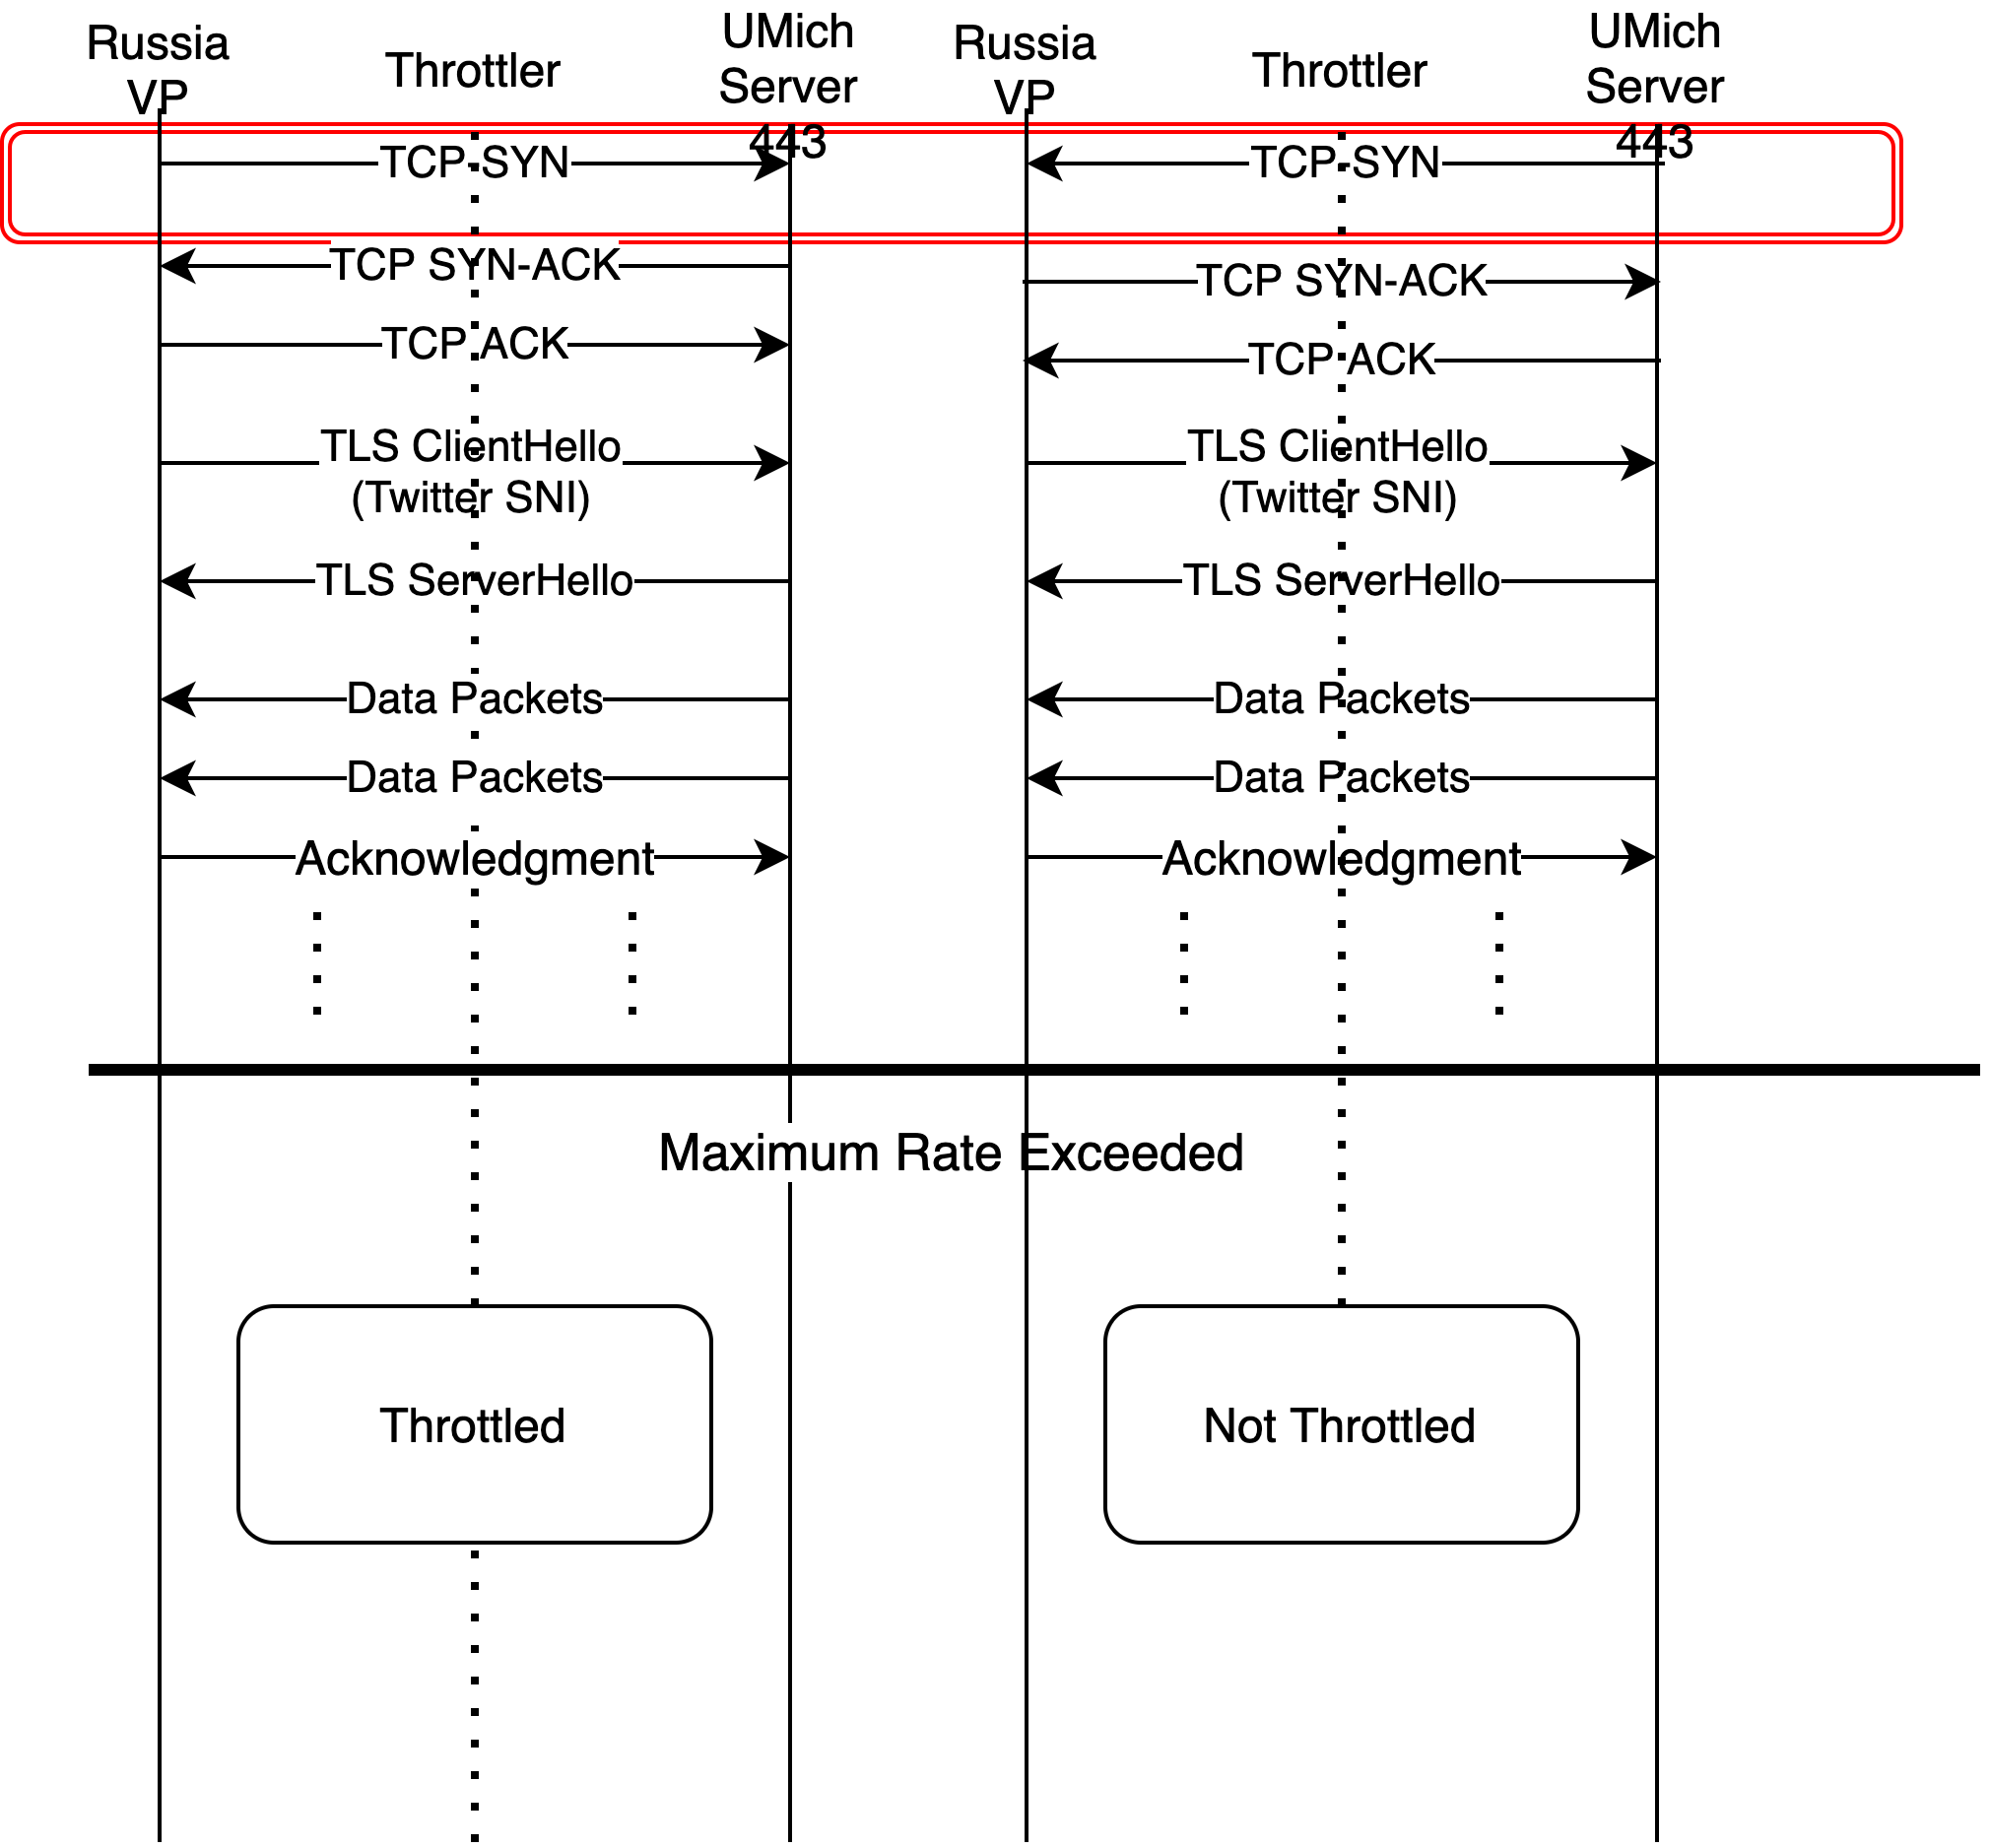 Russia
VP
Throttler
UMich
Server
443
TCP-SYN
TCP SYN-ACK
TCP ACK
TLS ClientHello
(Twitter SNI)
TLS ServerHello
Data Packets
Data Packets
Acknowledgment
Russia
VP
Throttler
UMich
Server
443
TCP-SYN
TCP SYN-ACK
TCP ACK
TLS ClientHello
(Twitter SNI)
TLS ServerHello
Data Packets
Data Packets
Acknowledgment
Maximum Rate Exceeded
Throttled
Not Throttled